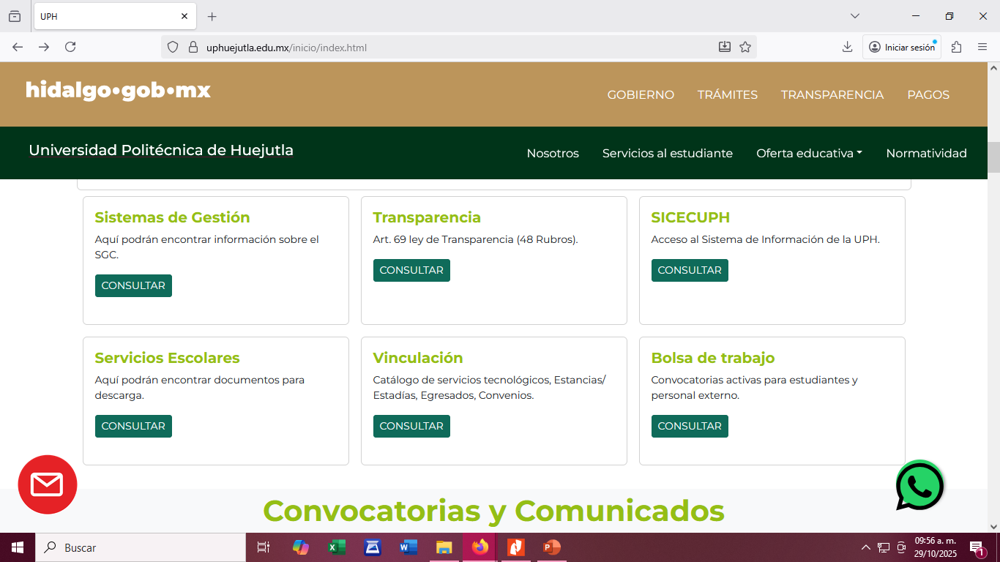 UPH
uphuejutla.edu.mx/inicio/index.html
Iniciar sesión
hidalgo•gob•mx
GOBIERNO TRÁMITES TRANSPARENCIA PAGOS
Universidad Politécnica de Huejutla
Nosotros Servicios al estudiante Oferta educativa Normatividad
Sistemas de Gestión
Aquí podrán encontrar información sobre el
SGC.
CONSULTAR
Transparencia
Art. 69 ley de Transparencia (48 Rubros).
CONSULTAR
SICECUPH
Acceso al Sistema de Información de la UPH.
CONSULTAR
Servicios Escolares
Aquí podrán encontrar documentos para
descarga.
CONSULTAR
Vinculación
Catálogo de servicios tecnológicos, Estancias/
Estadías, Egresados, Convenios.
CONSULTAR
Bolsa de trabajo
Convocatorias activas para estudiantes y
personal externo.
CONSULTAR
Convocatorias y Comunicados
Buscar
09:56 a. m.
29/10/2025
1